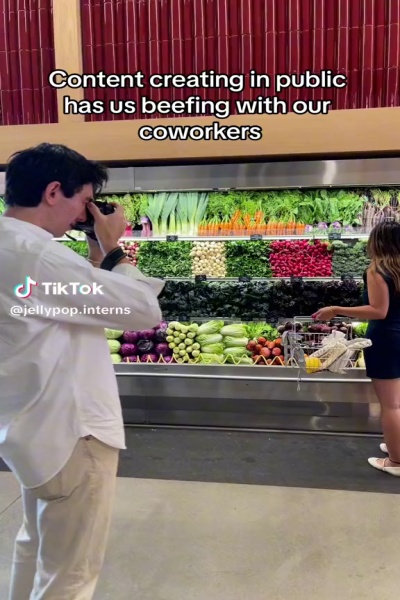 Content creating in public
has us beefing with our
coworkers
TikTok
@jellypop.interns